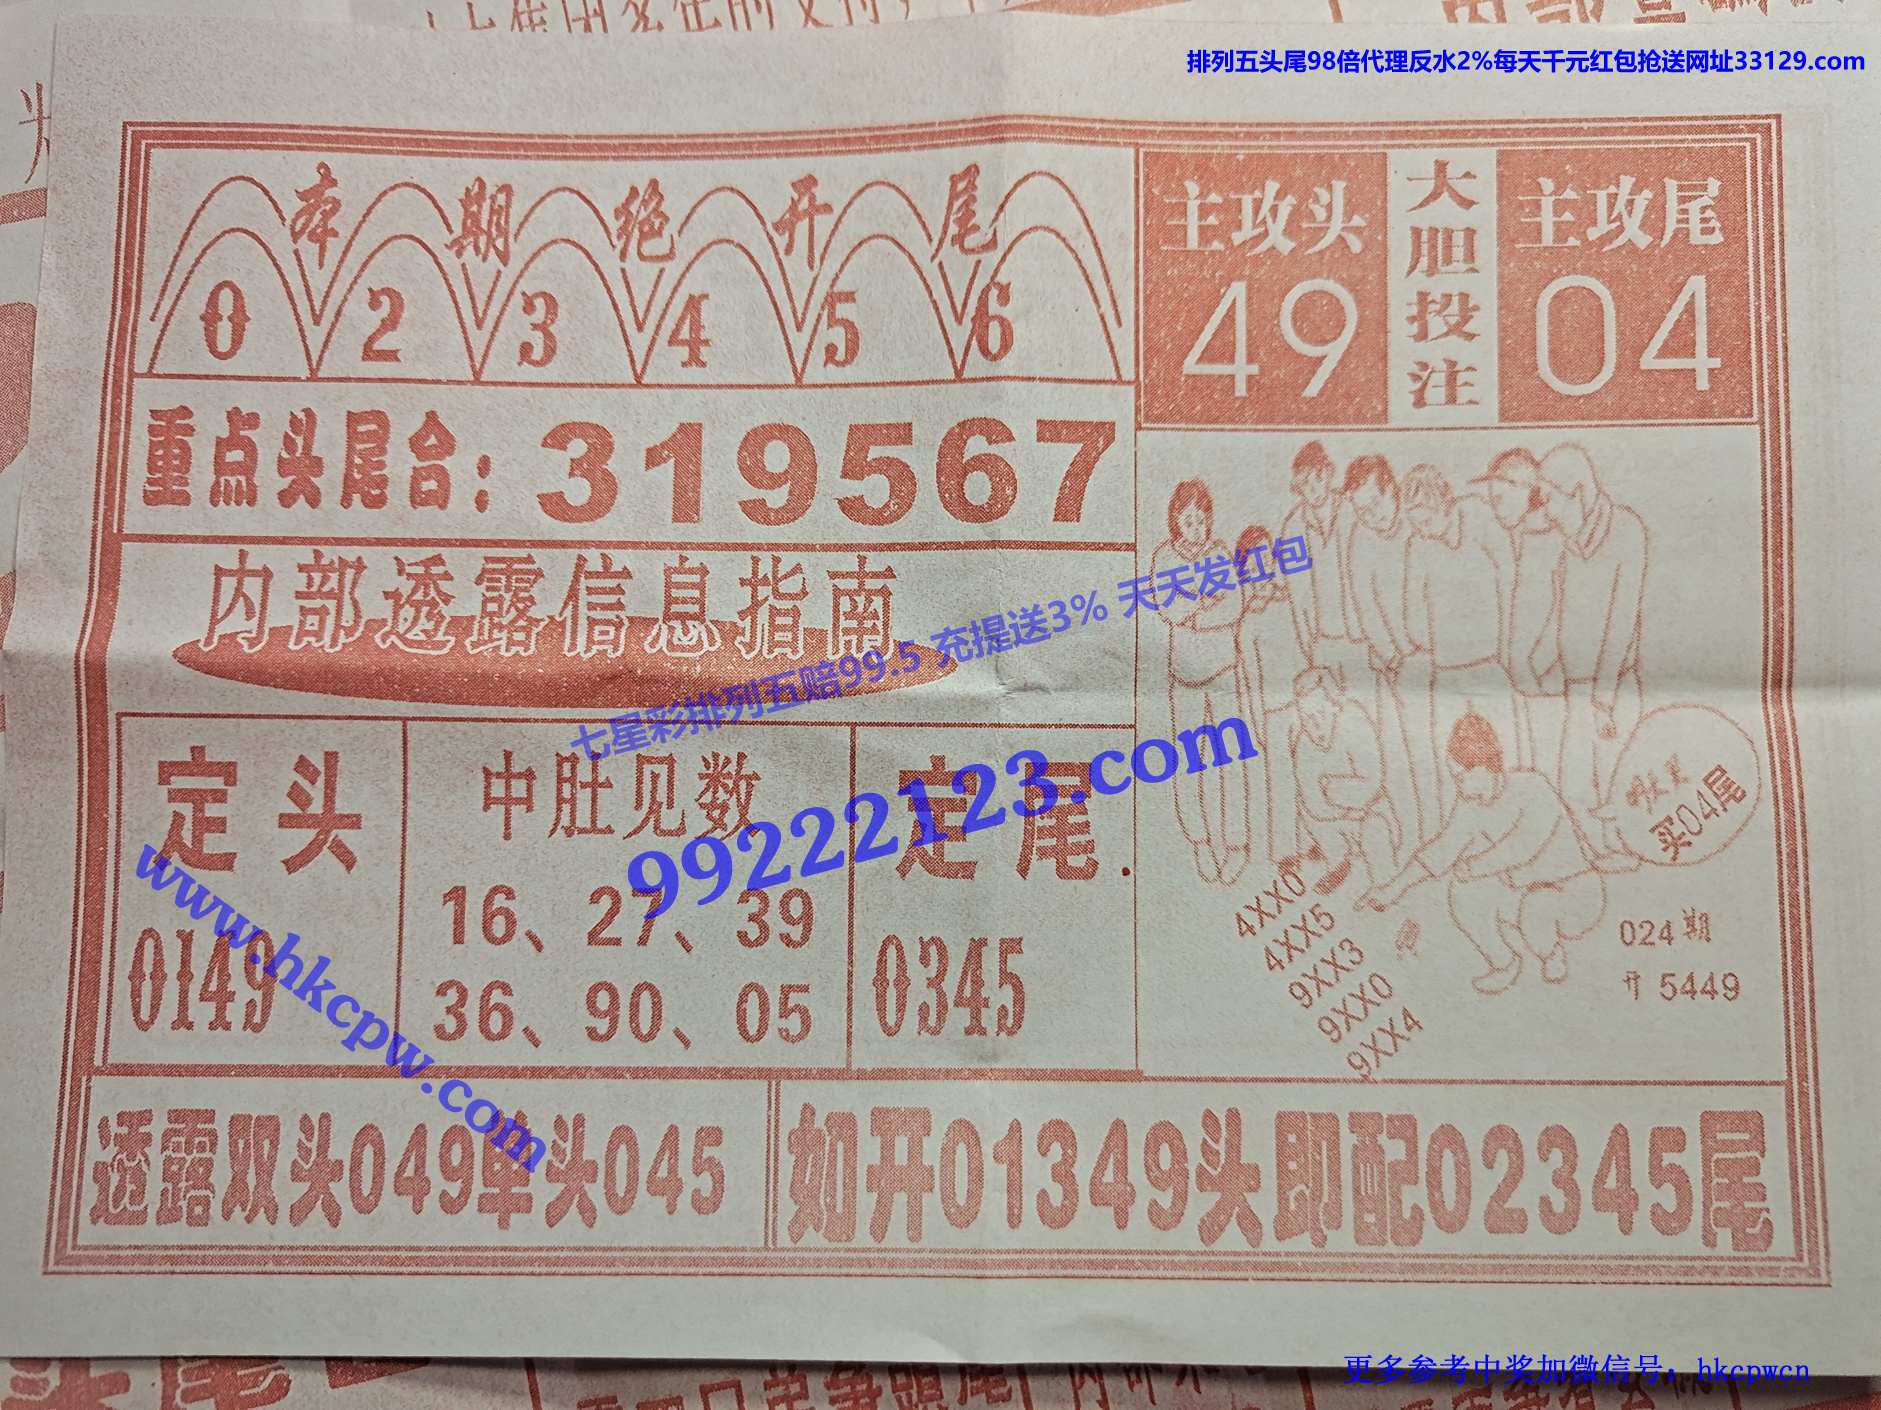 排列五头尾98倍代理反水2%每天千元红包抢送网址33129.com
本期绝开尾
0 2 3 4 5 6
主攻头
49
大胆投注
主攻尾
04
重点头尾合:319567
内部透露信息指南
七星彩排列五赔99.5 充提送3% 天天发红包
99222123.com
定头
0149
中肚见数
16、27、39
36、90、05
定尾
0345
www.hkcpw.com
买04尾
4XX0
4XX5
9XX3
9XX0
9XX4
024期
开5449
透露双头049单头045
如开01349头即配02345尾
更多参考中奖加微信号：hkcpwcn